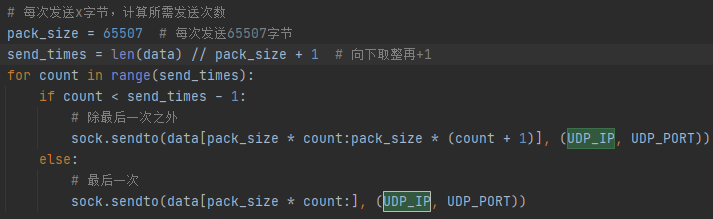 # 每次发送x字节，计算所需发送次数
pack_size = 65507  # 每次发送65507字节
send_times = len(data) // pack_size + 1  # 向下取整再+1
for count in range(send_times):
    if count < send_times - 1:
        # 除最后一次之外
        sock.sendto(data[pack_size * count:pack_size * (count + 1)], (UDP_IP, UDP_PORT))
    else:
        # 最后一次
        sock.sendto(data[pack_size * count:], (UDP_IP, UDP_PORT))